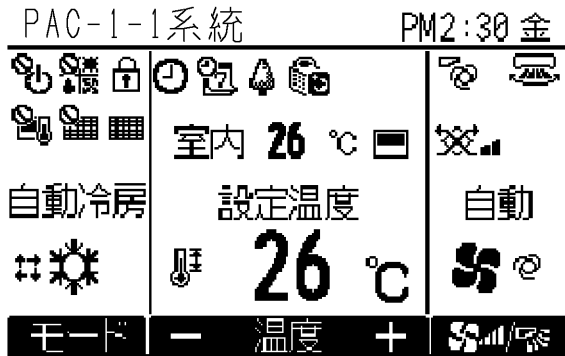 PAC-1-1系統 PM2:30 金
室内 26 ℃
自動冷房 設定温度 自動
26 ℃
モード － 温度 ＋